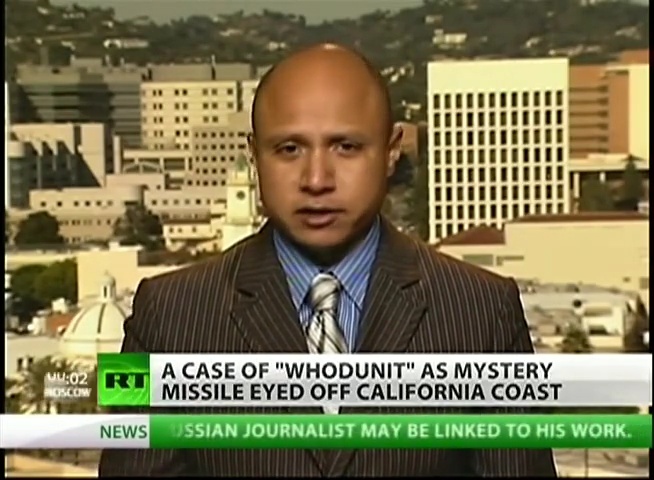 A CASE OF "WHODUNIT" AS MYSTERY
RT
MISSILE EYED OFF CALIFORNIA COAST
:02
MOSCOW
NEWS
USSIAN JOURNALIST MAY BE LINKED TO HIS WORK.